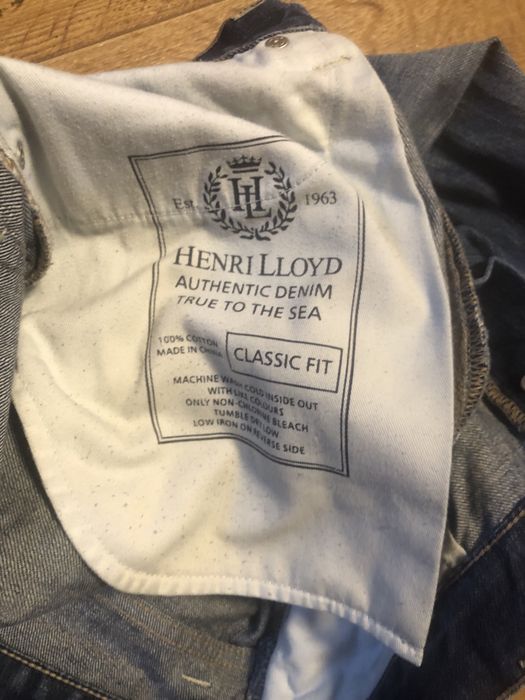 HL
Est. 1963
HENRI LLOYD
AUTHENTIC DENIM
TRUE TO THE SEA
100% COTTON
MADE IN CHINA
CLASSIC FIT
MACHINE WASH COLD INSIDE OUT
WITH LIKE COLOURS
ONLY NON-CHLORINE BLEACH
TUMBLE DRY LOW
LOW IRON ON REVERSE SIDE